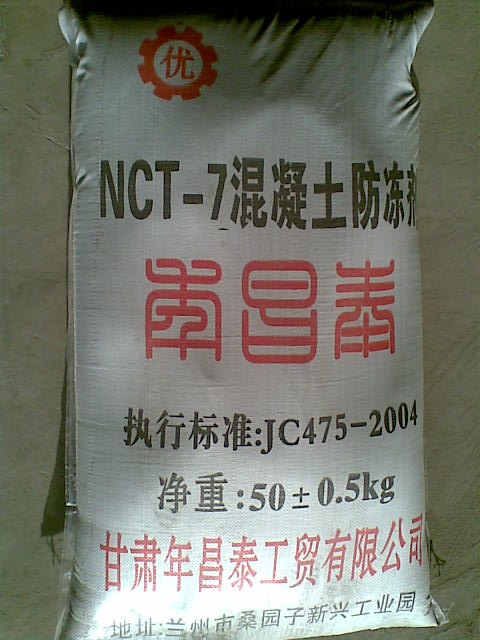 优
NCT-7混凝土防冻剂
年昌泰
执行标准:JC475-2004
净重:50±0.5kg
甘肃年昌泰工贸有限公司
地址:兰州市桑园子新兴工业园